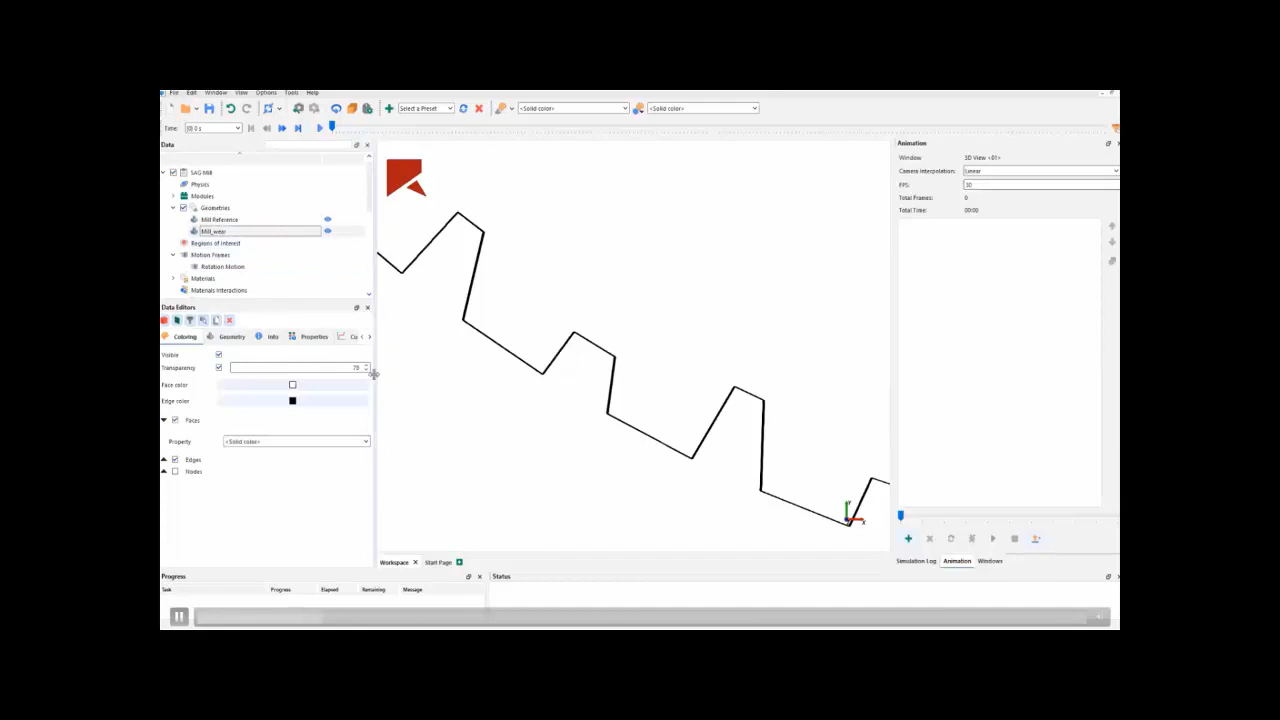 File Edit Window View Options Tools Help
Select a Preset <Solid color> <Solid color>
Time: (0) 0 s
Data
SAG Mill
Physics
Modules
Geometries
Mill Reference
Mill_wear
Regions of Interest
Motion Frames
Rotation Motion
Materials
Materials Interactions
Data Editors
Coloring Geometry Info Properties Cu
Visible
Transparency 78
Face color
Edge color
Faces
Property <Solid color>
Edges
Nodes
Y
X
Workspace Start Page
Animation
Window 3D View <01>
Camera Interpolation: Linear
FPS: 30
Total Frames: 0
Total Time: 00:00
Simulation Log Animation Windows
Progress
Task Progress Elapsed Remaining Message
Status